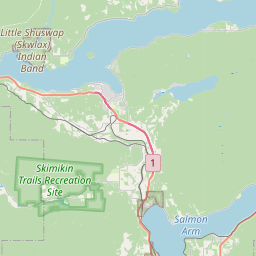 Little Shuswap
(Skwlax)
Indian
Band
1
Skimikin
Trails Recreation
Site
Salmon
Arm